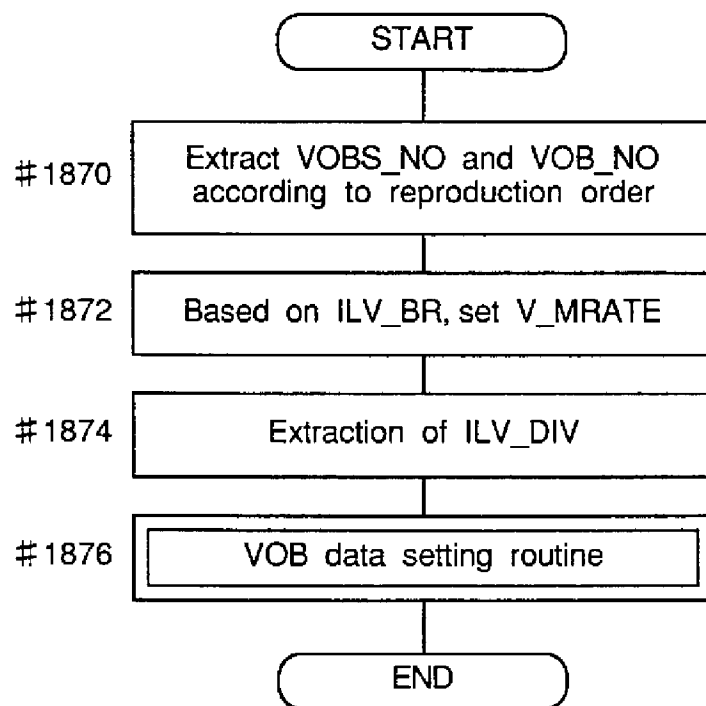 START
#1870
Extract VOBS_NO and VOB_NO
according to reproduction order
#1872
Based on ILV_BR, set V_MRATE
#1874
Extraction of ILV_DIV
#1876
VOB data setting routine
END